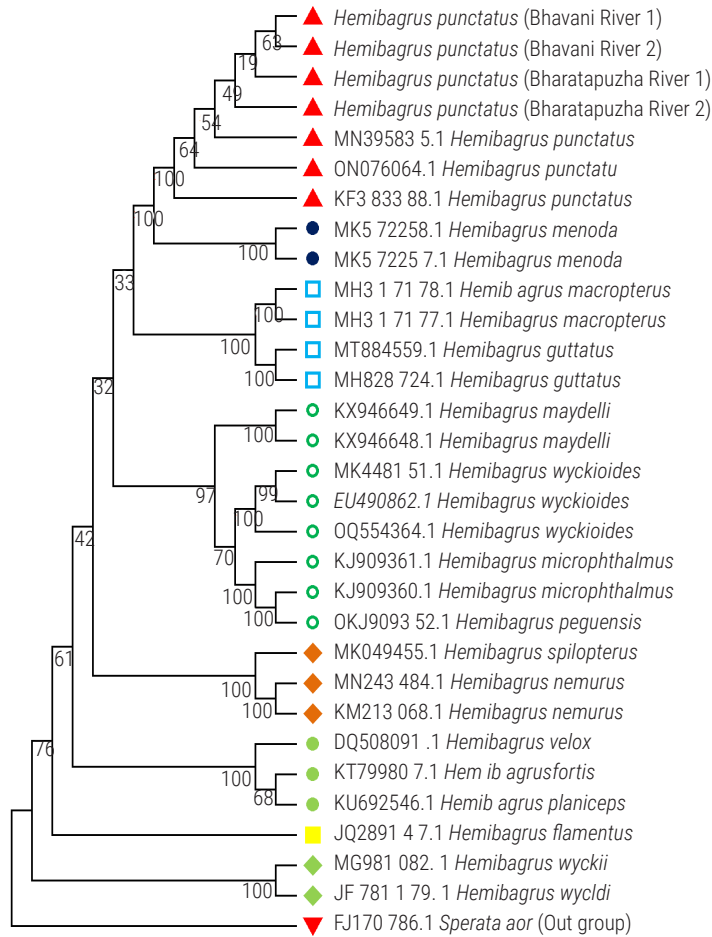 Hemibagrus punctatus (Bhavani River 1)
63
Hemibagrus punctatus (Bhavani River 2)
19
Hemibagrus punctatus (Bharatapuzha River 1)
49
Hemibagrus punctatus (Bharatapuzha River 2)
54
MN39583 5.1 Hemibagrus punctatus
64
ON076064.1 Hemibagrus punctatu
100
KF3 833 88.1 Hemibagrus punctatus
100
MK5 72258.1 Hemibagrus menoda
100
MK5 7225 7.1 Hemibagrus menoda
33
MH3 1 71 78.1 Hemib agrus macropterus
100
MH3 1 71 77.1 Hemibagrus macropterus
100
MT884559.1 Hemibagrus guttatus
100
MH828 724.1 Hemibagrus guttatus
32
KX946649.1 Hemibagrus maydelli
100
KX946648.1 Hemibagrus maydelli
MK4481 51.1 Hemibagrus wyckioides
97
99
EU490862.1 Hemibagrus wyckioides
100
OQ554364.1 Hemibagrus wyckioides
42
70
KJ909361.1 Hemibagrus microphthalmus
100
KJ909360.1 Hemibagrus microphthalmus
100
OKJ9093 52.1 Hemibagrus peguensis
61
MK049455.1 Hemibagrus spilopterus
100
MN243 484.1 Hemibagrus nemurus
100
KM213 068.1 Hemibagrus nemurus
76
DQ508091 .1 Hemibagrus velox
100
KT79980 7.1 Hem ib agrusfortis
68
KU692546.1 Hemib agrus planiceps
JQ2891 4 7.1 Hemibagrus flamentus
MG981 082. 1 Hemibagrus wyckii
100
JF 781 1 79. 1 Hemibagrus wycldi
FJ170 786.1 Sperata aor (Out group)